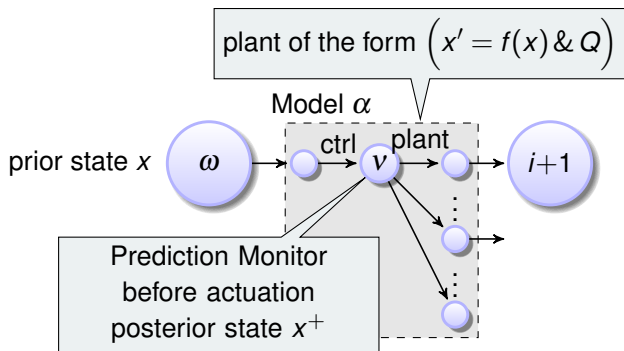 plant of the form (x′ = f(x) & Q)
Model α
ctrl
plant
prior state x
ω
ν
i+1
⋮
⋮
Prediction Monitor
before actuation
posterior state x⁺